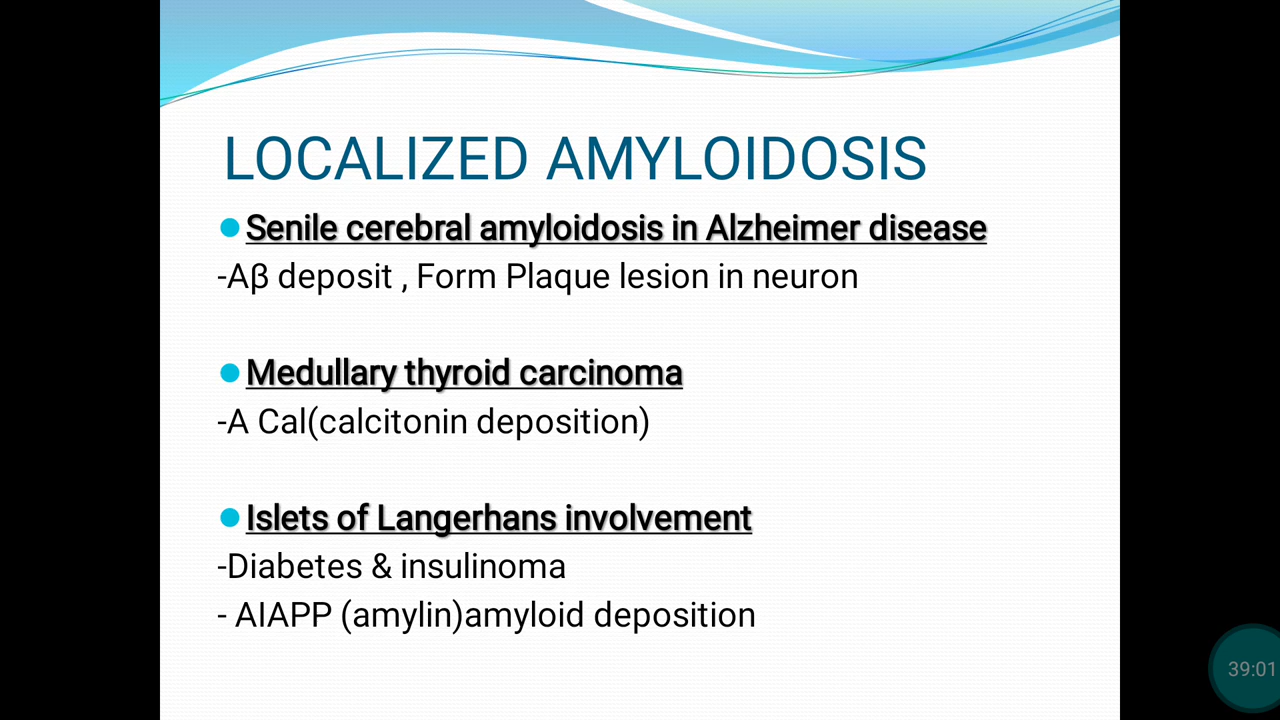 LOCALIZED AMYLOIDOSIS
Senile cerebral amyloidosis in Alzheimer disease
-Aβ deposit , Form Plaque lesion in neuron
Medullary thyroid carcinoma
-A Cal(calcitonin deposition)
Islets of Langerhans involvement
-Diabetes & insulinoma
- AIAPP (amylin)amyloid deposition
39:01